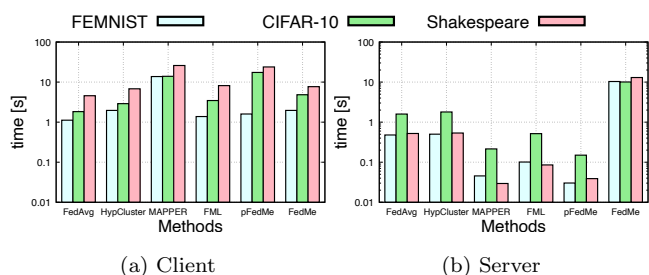 FEMNIST CIFAR-10 Shakespeare
100
10
1
0.1
0.01
time [s]
FedAvg HypCluster MAPPER FML pFedMe FedMe
Methods
(a) Client
100
10
1
0.1
0.01
time [s]
FedAvg HypCluster MAPPER FML pFedMe FedMe
Methods
(b) Server